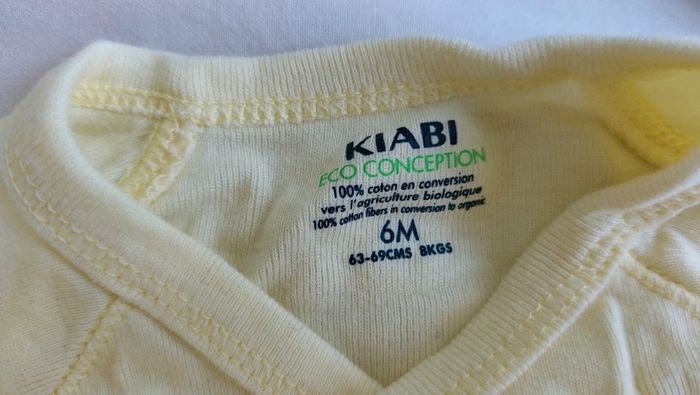 KIABI
ECO CONCEPTION
100% coton en conversion
vers l'agriculture biologique
100% cotton fibers in conversion to organic
6M
63-69CMS 8KGS